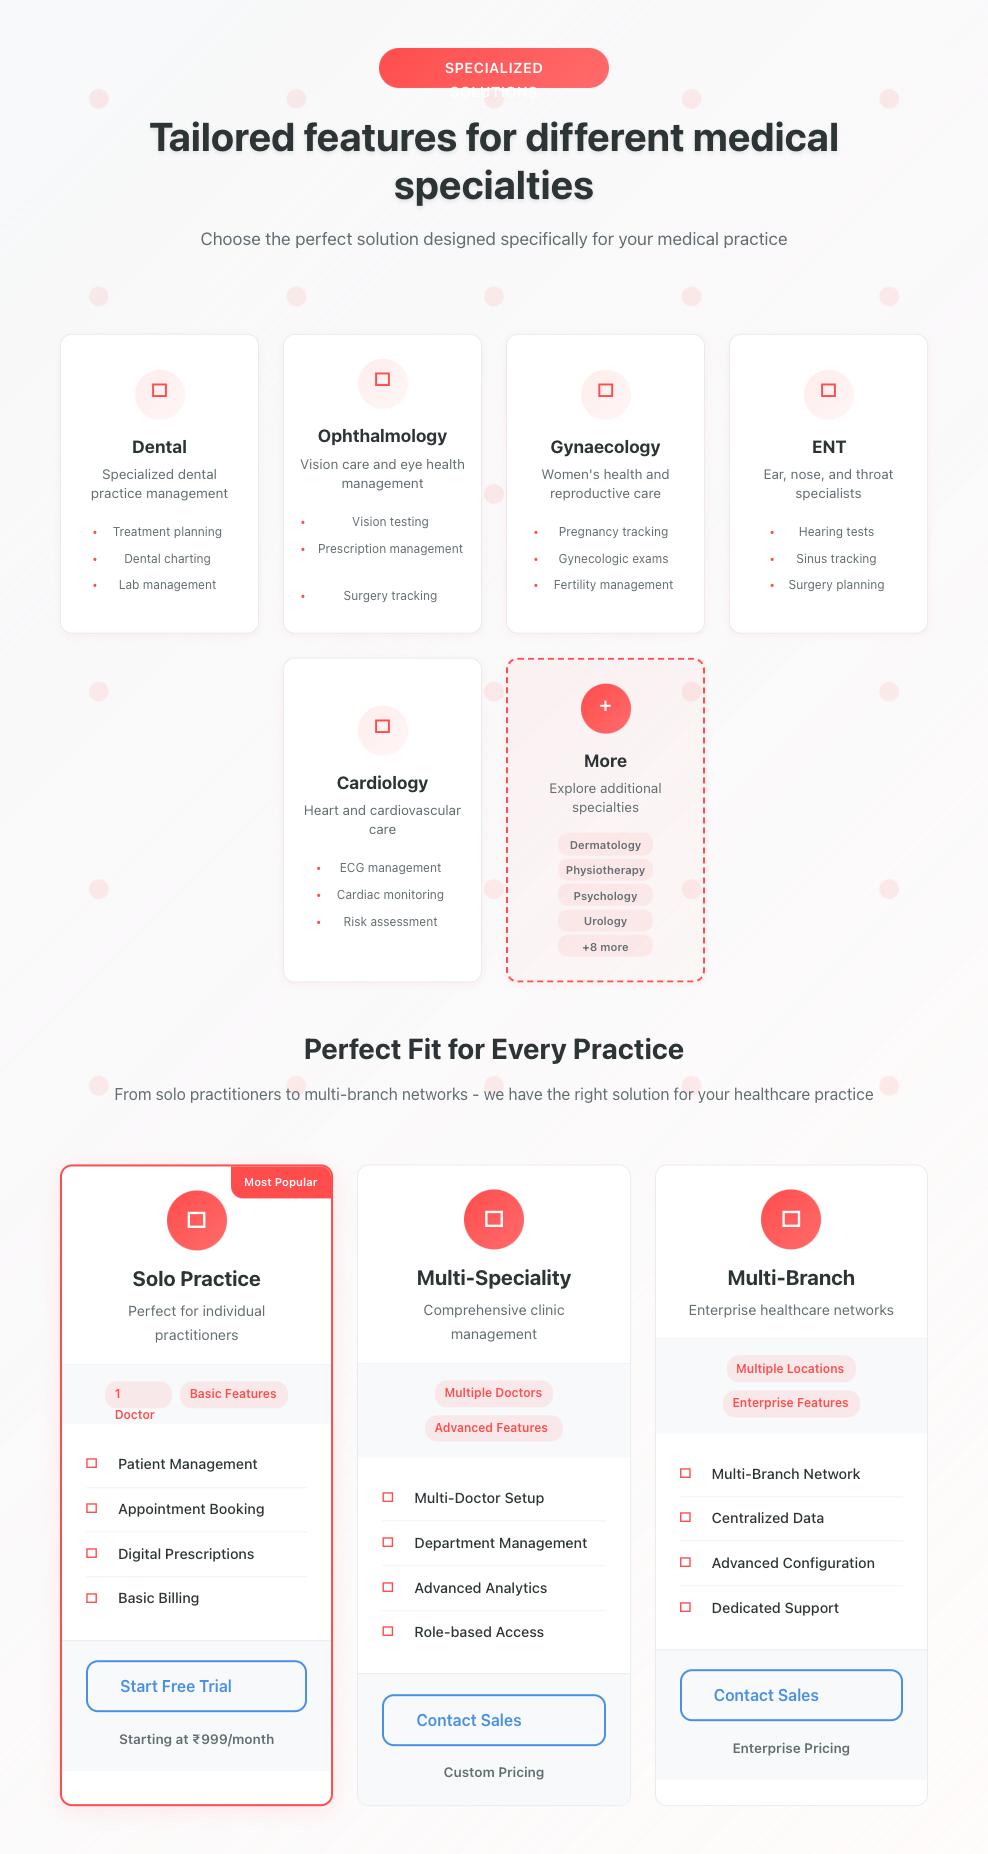 SPECIALIZED
SOLUTIONS
Tailored features for different medical
specialties
Choose the perfect solution designed specifically for your medical practice
Dental
Specialized dental
practice management
• Treatment planning
• Dental charting
• Lab management
Ophthalmology
Vision care and eye health
management
• Vision testing
• Prescription management
• Surgery tracking
Gynaecology
Women's health and
reproductive care
• Pregnancy tracking
• Gynecologic exams
• Fertility management
ENT
Ear, nose, and throat
specialists
• Hearing tests
• Sinus tracking
• Surgery planning
Cardiology
Heart and cardiovascular
care
• ECG management
• Cardiac monitoring
• Risk assessment
+
More
Explore additional
specialties
Dermatology
Physiotherapy
Psychology
Urology
+8 more
Perfect Fit for Every Practice
From solo practitioners to multi-branch networks - we have the right solution for your healthcare practice
Most Popular
Solo Practice
Perfect for individual
practitioners
1
Doctor
Basic Features
Patient Management
Appointment Booking
Digital Prescriptions
Basic Billing
Start Free Trial
Starting at ₹999/month
Multi-Speciality
Comprehensive clinic
management
Multiple Doctors
Advanced Features
Multi-Doctor Setup
Department Management
Advanced Analytics
Role-based Access
Contact Sales
Custom Pricing
Multi-Branch
Enterprise healthcare networks
Multiple Locations
Enterprise Features
Multi-Branch Network
Centralized Data
Advanced Configuration
Dedicated Support
Contact Sales
Enterprise Pricing